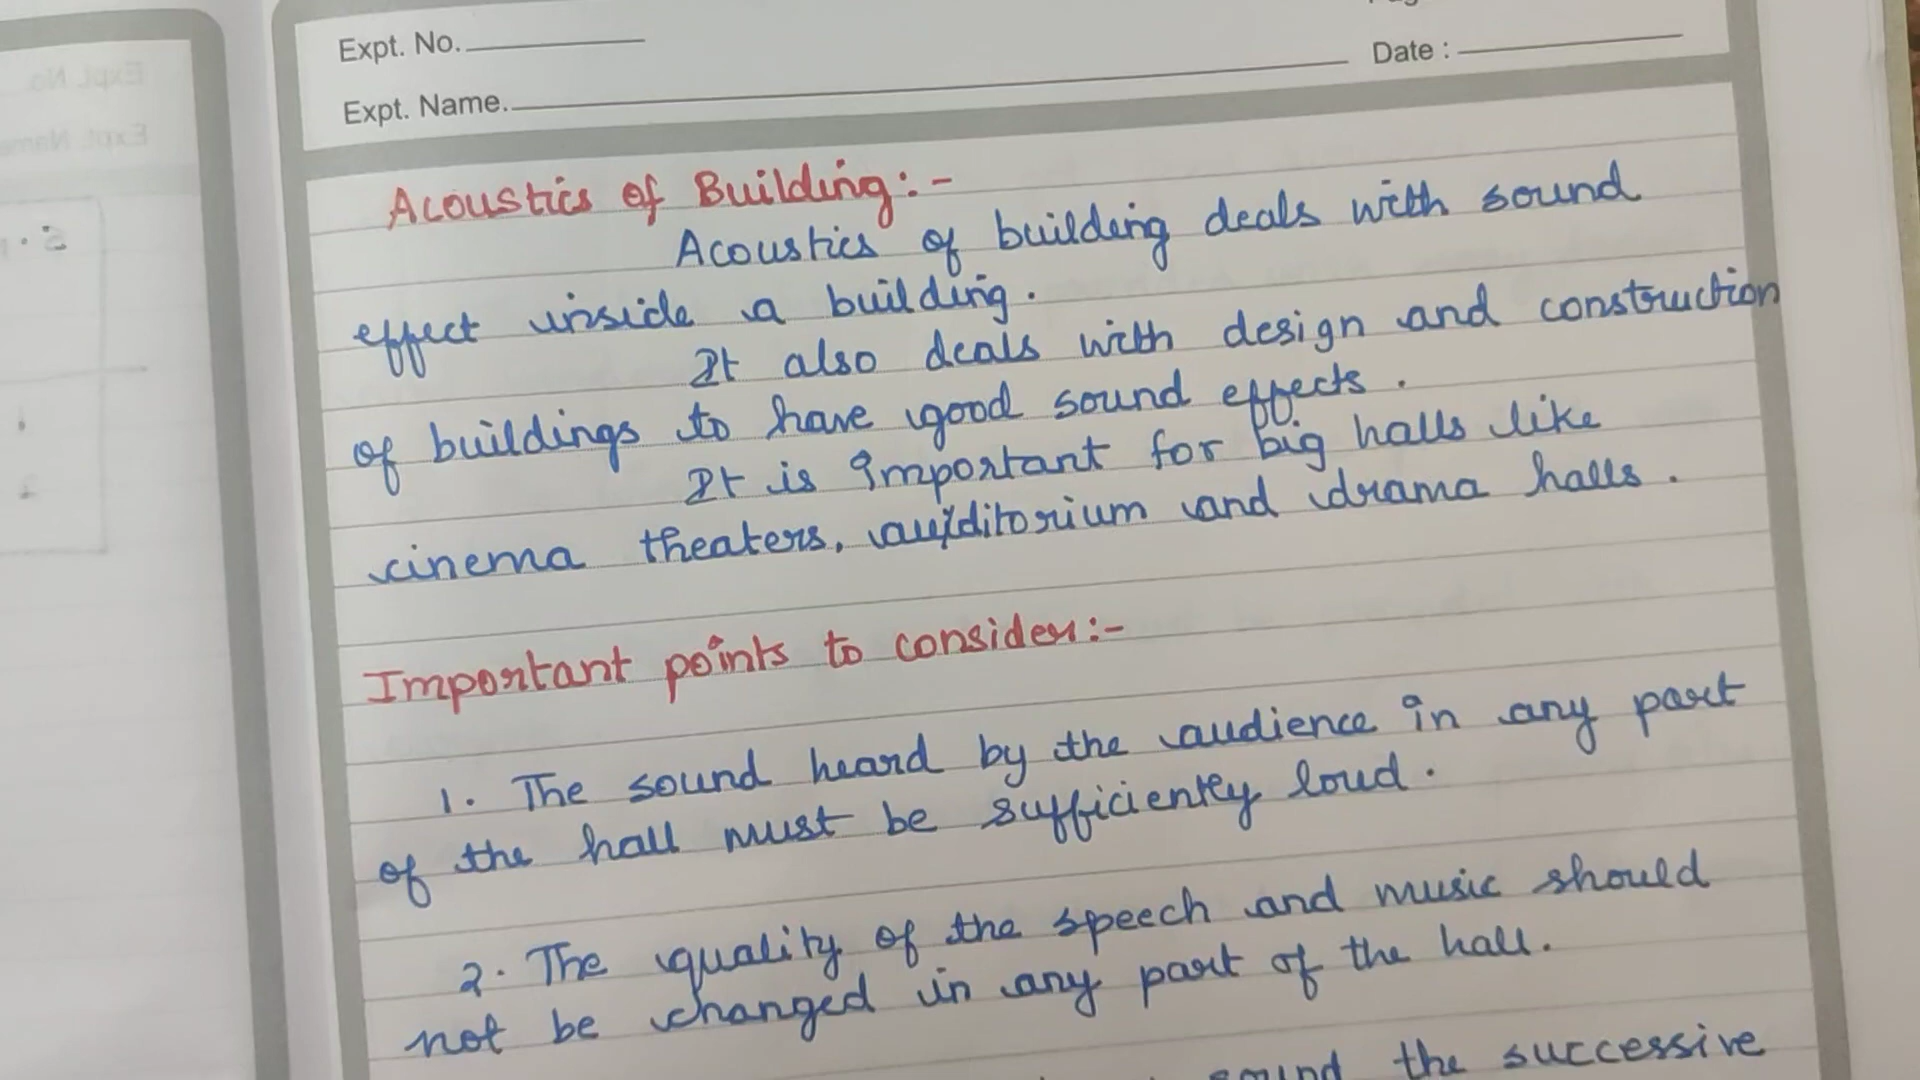 Expt. No.
Date :
Expt. Name.
Acoustics of Building:-
Acoustics of building deals with sound
effect inside a building.
It also deals with design and construction
of buildings to have good sound effects.
It is important for big halls like
cinema theaters, auditorium and drama halls.
Important points to consider:-
1. The sound heard by the audience in any part
of the hall must be sufficiently loud.
2. The quality of the speech and music should
not be changed in any part of the hall.
sound the successive